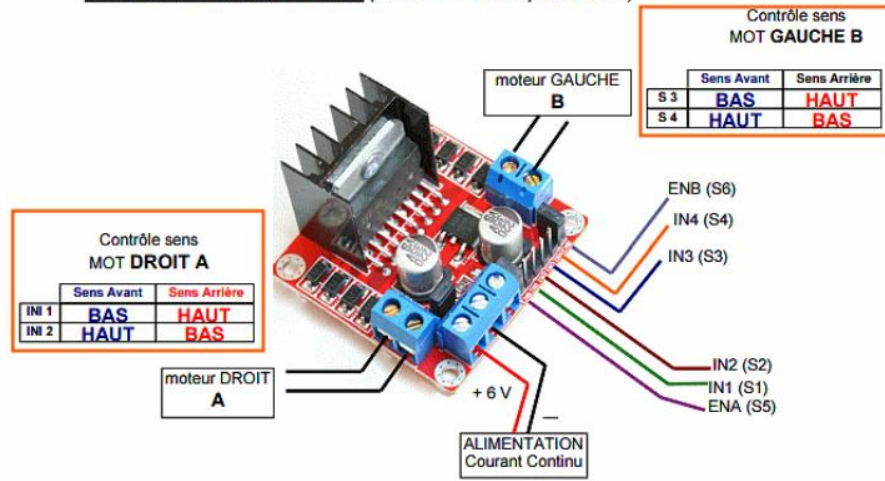 Contrôle sens
MOT GAUCHE B
Sens Avant Sens Arrière
S 3 BAS HAUT
S 4 HAUT BAS
moteur GAUCHE
B
ENB (S6)
IN4 (S4)
IN3 (S3)
Contrôle sens
MOT DROIT A
Sens Avant Sens Arrière
INI 1 BAS HAUT
INI 2 HAUT BAS
IN2 (S2)
IN1 (S1)
ENA (S5)
moteur DROIT
A
+ 6 V
—
ALIMENTATION
Courant Continu